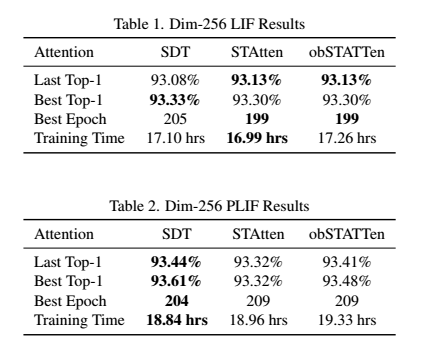 Table 1. Dim-256 LIF Results
Attention SDT STAtten obSTATTen
Last Top-1 93.08% 93.13% 93.13%
Best Top-1 93.33% 93.30% 93.30%
Best Epoch 205 199 199
Training Time 17.10 hrs 16.99 hrs 17.26 hrs
Table 2. Dim-256 PLIF Results
Attention SDT STAtten obSTATTen
Last Top-1 93.44% 93.32% 93.41%
Best Top-1 93.61% 93.32% 93.48%
Best Epoch 204 209 209
Training Time 18.84 hrs 18.96 hrs 19.33 hrs